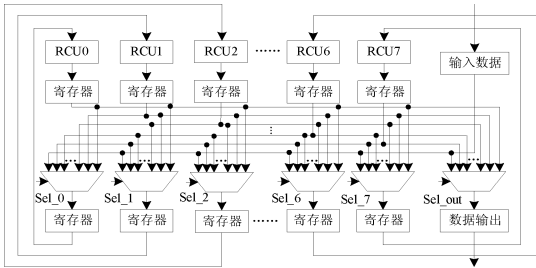 RCU0 RCU1 RCU2 …… RCU6 RCU7
输入数据
寄存器 寄存器 寄存器 寄存器 寄存器
Sel_0 Sel_1 Sel_2 Sel_6 Sel_7 Sel_out
寄存器 寄存器 寄存器 …… 寄存器 寄存器 数据输出